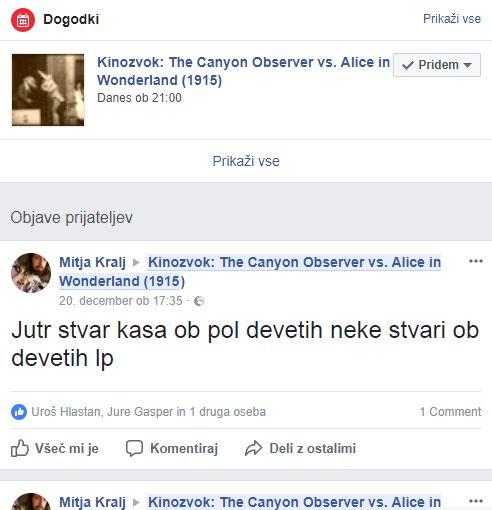 Dogodki
Prikaži vse
Kinozvok: The Canyon Observer vs. Alice in
Wonderland (1915)
Pridem
Danes ob 21:00
Prikaži vse
Objave prijateljev
Mitja Kralj ▸ Kinozvok: The Canyon Observer vs. Alice in
Wonderland (1915)
20. december ob 17:35 ·
Jutr stvar kasa ob pol devetih neke stvari ob
devetih lp
Uroš Hlastan, Jure Gasper in 1 druga oseba
1 Comment
Všeč mi je
Komentiraj
Deli z ostalimi
Mitja Kralj ▸ Kinozvok: The Canyon Observer vs. Alice in